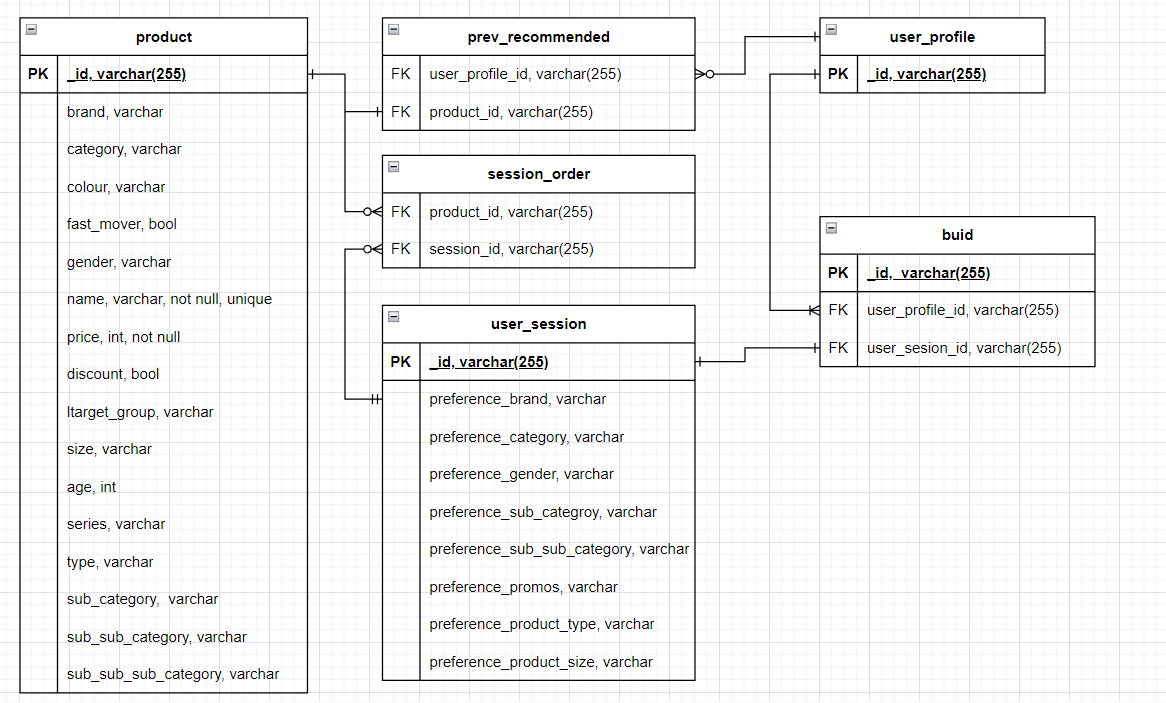 product
PK _id, varchar(255)
brand, varchar
category, varchar
colour, varchar
fast_mover, bool
gender, varchar
name, varchar, not null, unique
price, int, not null
discount, bool
ltarget_group, varchar
size, varchar
age, int
series, varchar
type, varchar
sub_category, varchar
sub_sub_category, varchar
sub_sub_sub_category, varchar
prev_recommended
FK user_profile_id, varchar(255)
FK product_id, varchar(255)
session_order
FK product_id, varchar(255)
FK session_id, varchar(255)
user_session
PK _id, varchar(255)
preference_brand, varchar
preference_category, varchar
preference_gender, varchar
preference_sub_categroy, varchar
preference_sub_sub_category, varchar
preference_promos, varchar
preference_product_type, varchar
preference_product_size, varchar
user_profile
PK _id, varchar(255)
buid
PK _id, varchar(255)
FK user_profile_id, varchar(255)
FK user_sesion_id, varchar(255)